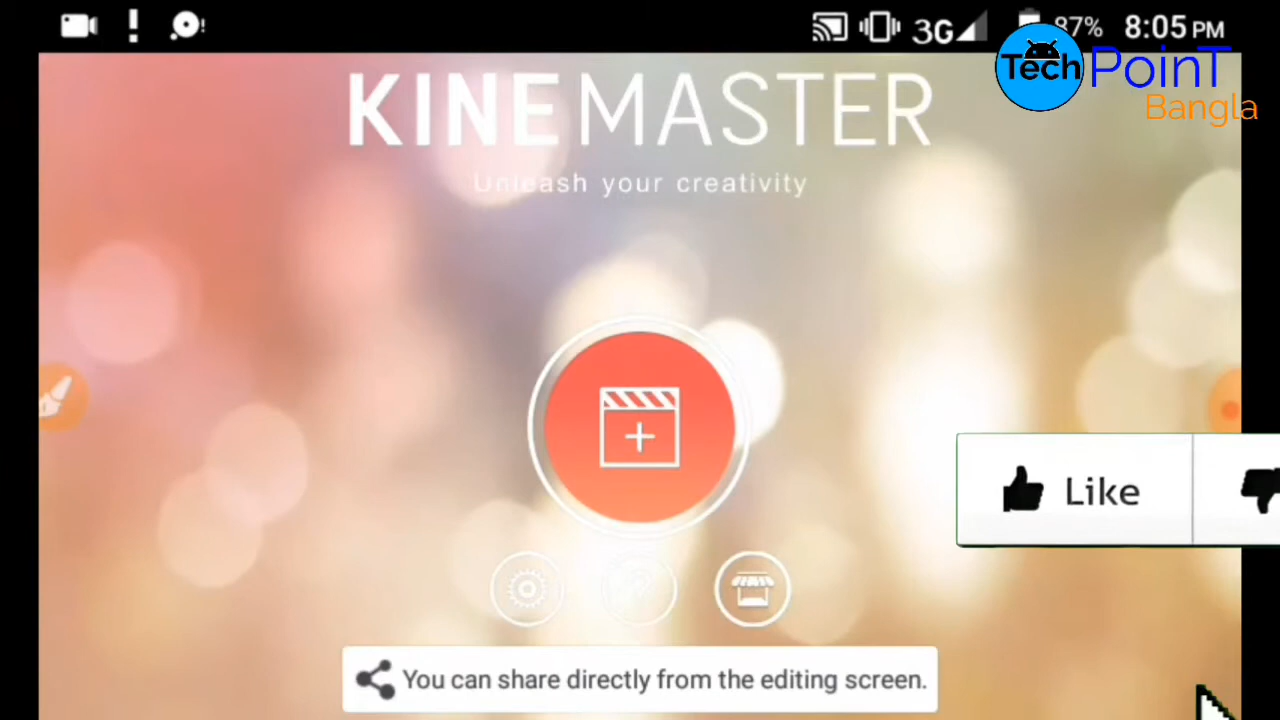 3G 87% 8:05 PM
Tech PoinT
Bangla
KINEMASTER
Unleash your creativity
Like
You can share directly from the editing screen.